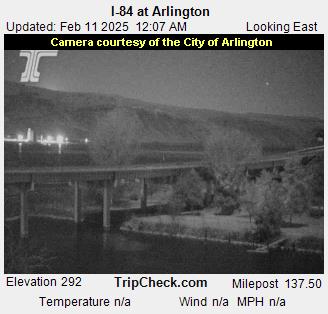 I-84 at Arlington
Updated: Feb 11 2025 12:07 AM Looking East
Camera courtesy of the City of Arlington
Elevation 292 TripCheck.com Milepost 137.50
Temperature n/a Wind n/a MPH n/a